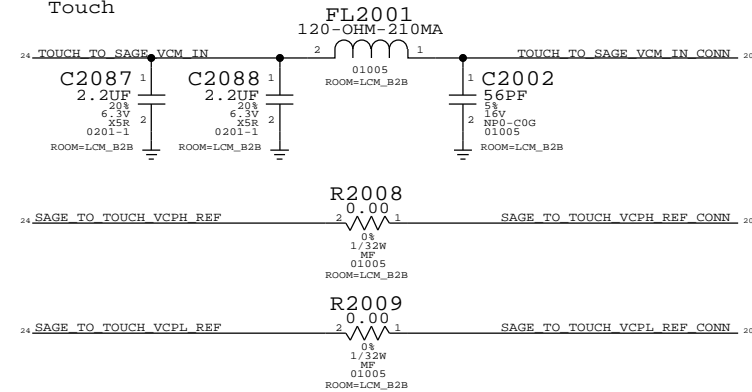 Touch
FL2001
120-OHM-210MA
24 TOUCH_TO_SAGE_VCM_IN 2 1 TOUCH_TO_SAGE_VCM_IN_CONN 20
01005
ROOM=LCM_B2B
C2087 1
2.2UF
20%
6.3V
X5R 2
0201-1
ROOM=LCM_B2B
C2088 1
2.2UF
20%
6.3V
X5R 2
0201-1
ROOM=LCM_B2B
1 C2002
56PF
5%
16V
2 NP0-C0G
01005
ROOM=LCM_B2B
R2008
0.00
24 SAGE_TO_TOUCH_VCPH_REF 2 1 SAGE_TO_TOUCH_VCPH_REF_CONN 20
0%
1/32W
MF
01005
ROOM=LCM_B2B
R2009
0.00
24 SAGE_TO_TOUCH_VCPL_REF 2 1 SAGE_TO_TOUCH_VCPL_REF_CONN 20
0%
1/32W
MF
01005
ROOM=LCM_B2B